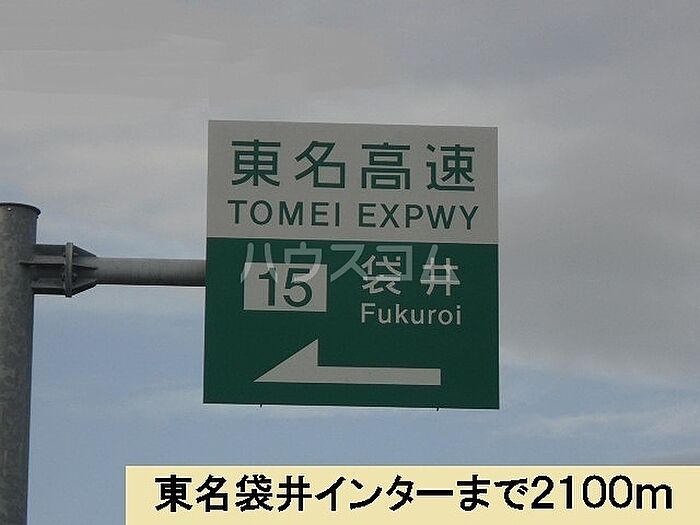 東名高速
TOMEI EXPWY
ハウスコム
15 袋井
Fukuroi
東名袋井インターまで2100m